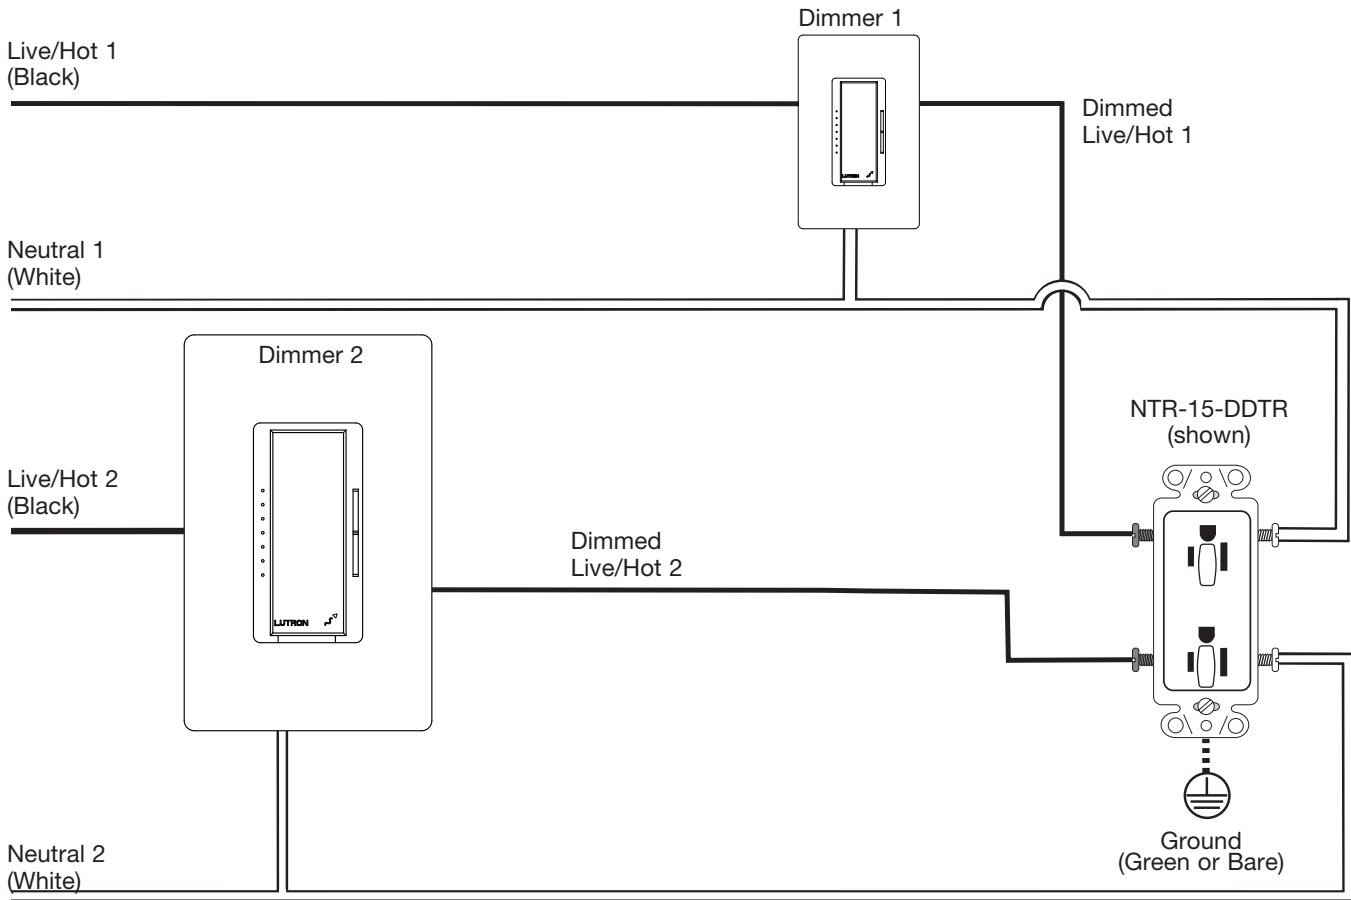 Dimmer 1
Live/Hot 1
(Black)
Dimmed
Live/Hot 1
LUTRON
Neutral 1
(White)
Dimmer 2
NTR-15-DDTR
(shown)
Live/Hot 2
(Black)
Dimmed
Live/Hot 2
LUTRON
Ground
(Green or Bare)
Neutral 2
(White)